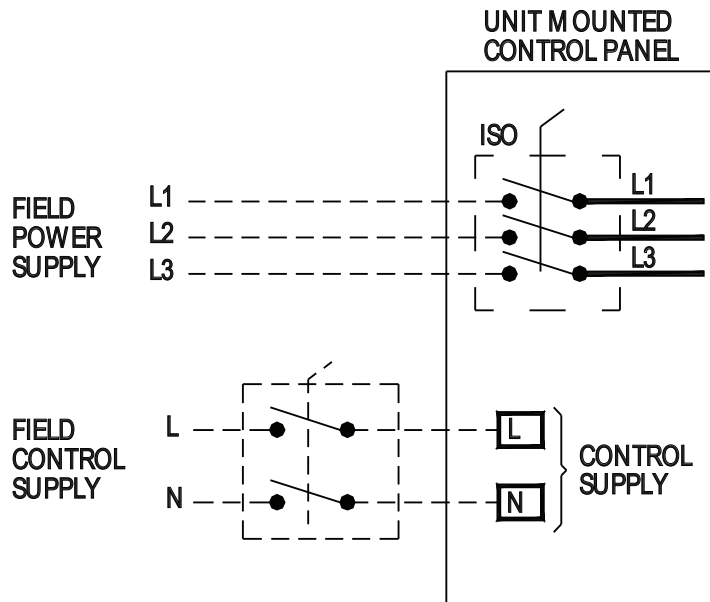 UNIT MOUNTED
CONTROL PANEL
ISO
L1
L1
FIELD
POWER
SUPPLY
L2
L2
L3
L3
FIELD
CONTROL
SUPPLY
L
L
N
N
CONTROL
SUPPLY